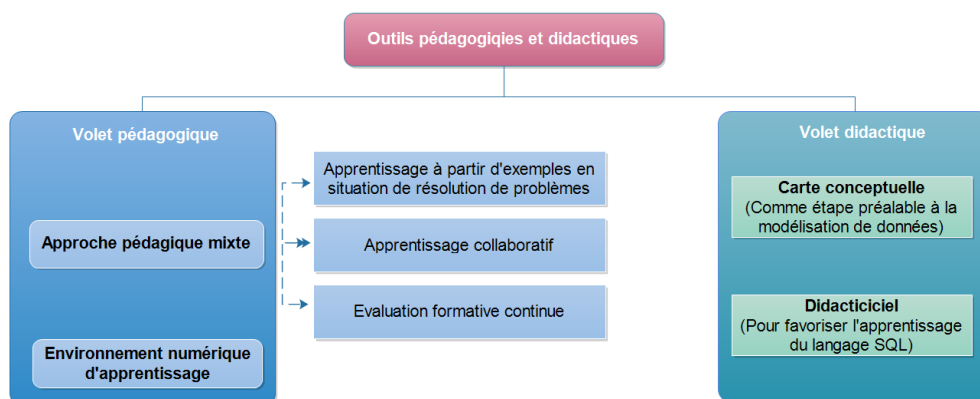 Outils pédagogiqies et didactiques
Volet pédagogique
Approche pédagique mixte
Environnement numérique
d'apprentissage
Apprentissage à partir d'exemples en
situation de résolution de problèmes
Apprentissage collaboratif
Evaluation formative continue
Volet didactique
Carte conceptuelle
(Comme étape préalable à la
modélisation de données)
Didacticiciel
(Pour favoriser l'apprentissage
du langage SQL)